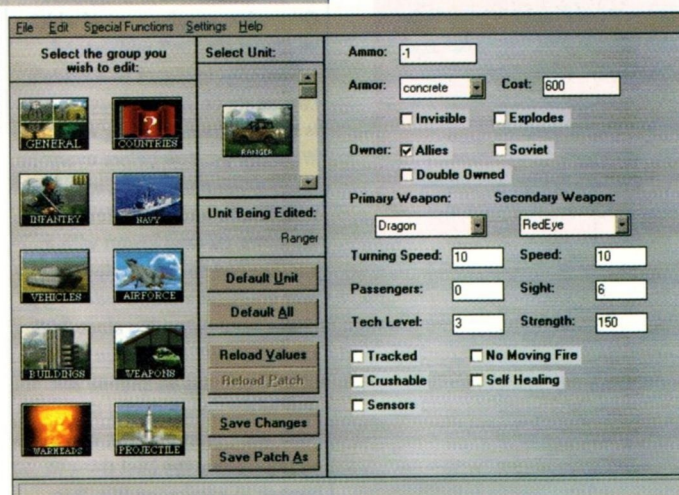 File Edit Special Functions Settings Help
Select the group you
wish to edit:
GENERAL
COUNTRIES
INFANTRY
NAVY
VEHICLES
AIRFORCE
BUILDINGS
WEAPONS
WARHEADS
PROJECTILE
Select Unit:
RANGER
Unit Being Edited:
Ranger
Default Unit
Default All
Reload Values
Reload Patch
Save Changes
Save Patch As
Ammo: -1
Armor: concrete Cost: 600
Invisible Explodes
Owner: Allies Soviet
Double Owned
Primary Weapon: Secondary Weapon:
Dragon RedEye
Turning Speed: 10 Speed: 10
Passengers: 0 Sight: 6
Tech Level: 3 Strength: 150
Tracked No Moving Fire
Crushable Self Healing
Sensors